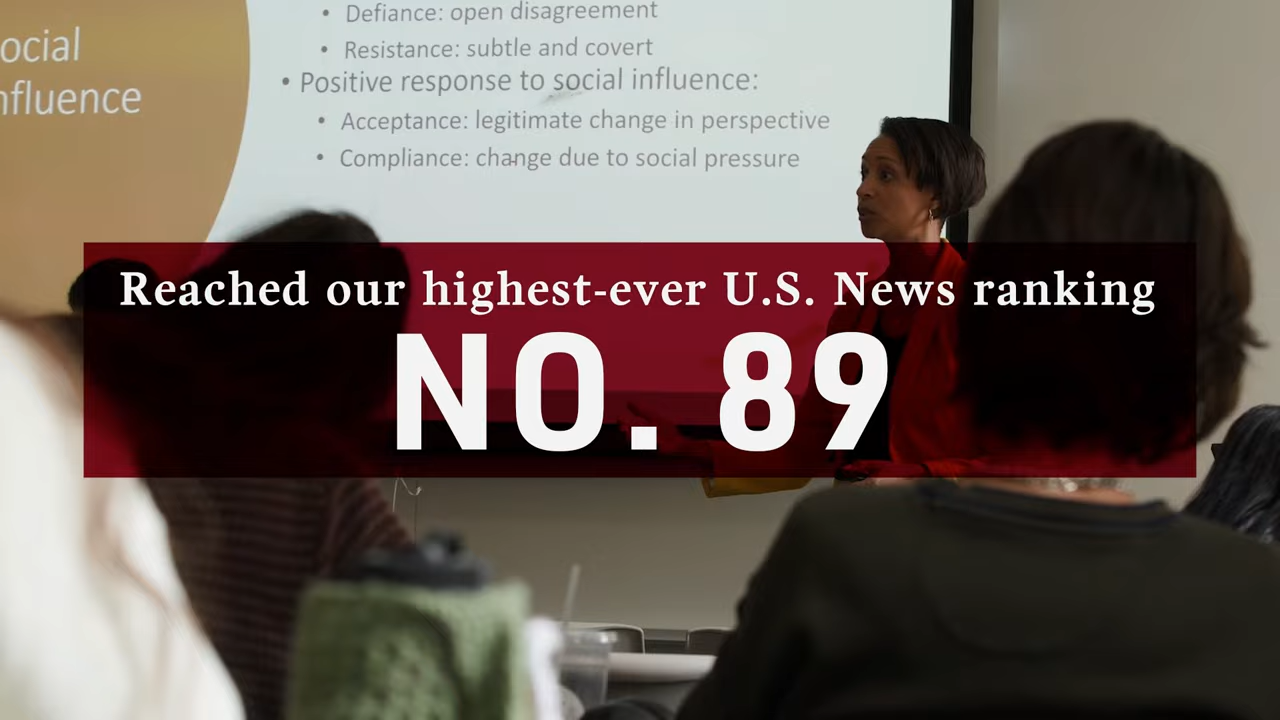 Defiance: open disagreement
Resistance: subtle and covert
ocial
nfluence
• Positive response to social influence:
• Acceptance: legitimate change in perspective
• Compliance: change due to social pressure
Reached our highest-ever U.S. News ranking
NO. 89